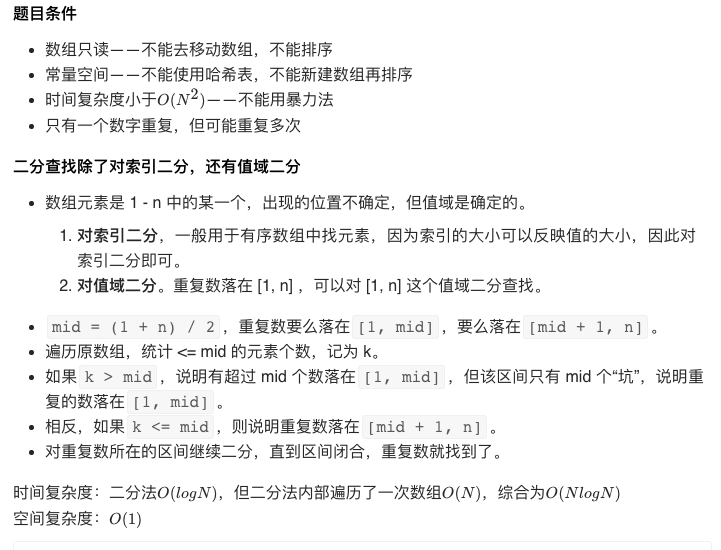 题目条件
• 数组只读——不能去移动数组，不能排序
• 常量空间——不能使用哈希表，不能新建数组再排序
• 时间复杂度小于O(N²)——不能用暴力法
• 只有一个数字重复，但可能重复多次
二分查找除了对索引二分，还有值域二分
• 数组元素是 1 - n 中的某一个，出现的位置不确定，但值域是确定的。
1. 对索引二分，一般用于有序数组中找元素，因为索引的大小可以反映值的大小，因此对
索引二分即可。
2. 对值域二分。重复数落在 [1, n] ，可以对 [1, n] 这个值域二分查找。
• mid = (1 + n) / 2 ，重复数要么落在 [1, mid] ，要么落在 [mid + 1, n] 。
• 遍历原数组，统计 <= mid 的元素个数，记为 k。
• 如果 k > mid ，说明有超过 mid 个数落在 [1, mid] ，但该区间只有 mid 个“坑”，说明重
复的数落在 [1, mid] 。
• 相反，如果 k <= mid ，则说明重复数落在 [mid + 1, n] 。
• 对重复数所在的区间继续二分，直到区间闭合，重复数就找到了。
时间复杂度：二分法O(logN)，但二分法内部遍历了一次数组O(N)，综合为O(NlogN)
空间复杂度：O(1)